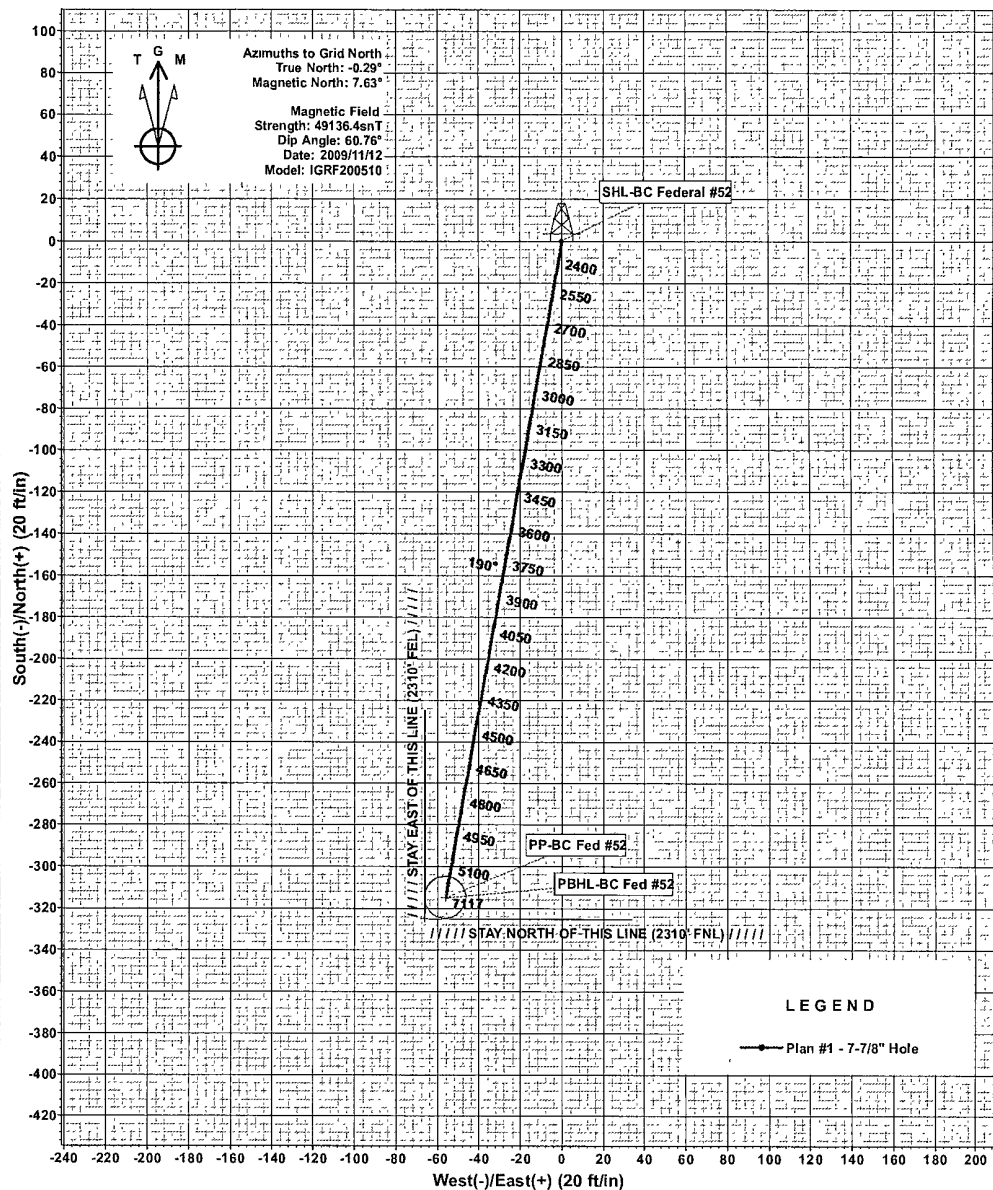 100
80
60
40
20
0
-20
-40
-60
-80
-100
-120
-140
-160
-180
-200
-220
-240
-260
-280
-300
-320
-340
-360
-380
-400
-420
South(-)/North(+) (20 ft/in)
T G M
Azimuths to Grid North
True North: -0.29°
Magnetic North: 7.63°
Magnetic Field
Strength: 49136.4snT
Dip Angle: 60.76°
Date: 2009/11/12
Model: IGRF200510
SHL-BC Federal #52
2400
2550
2700
2850
3000
3150
3300
3450
3600
190°
3750
3900
4050
4200
4350
4500
4650
4800
4950
5100
7117
///// STAY EAST OF THIS LINE (2310' FEL) /////
PP-BC Fed #52
PBHL-BC Fed #52
///// STAY NORTH OF THIS LINE (2310' FNL) /////
LEGEND
Plan #1 - 7-7/8" Hole
-240 -220 -200 -180 -160 -140 -120 -100 -80 -60 -40 -20 0 20 40 60 80 100 120 140 160 180 200
West(-)/East(+) (20 ft/in)